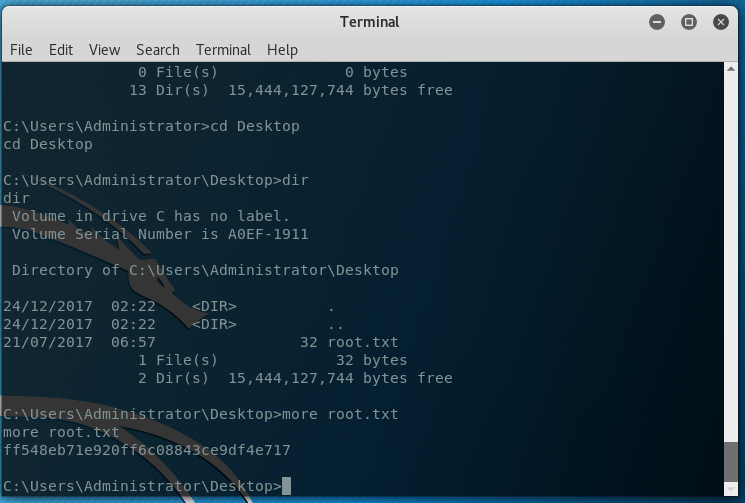 Terminal
File Edit View Search Terminal Help
0 File(s) 0 bytes
13 Dir(s) 15,444,127,744 bytes free
C:\Users\Administrator>cd Desktop
cd Desktop
C:\Users\Administrator\Desktop>dir
dir
Volume in drive C has no label.
Volume Serial Number is A0EF-1911
Directory of C:\Users\Administrator\Desktop
24/12/2017 02:22 <DIR> .
24/12/2017 02:22 <DIR> ..
21/07/2017 06:57 32 root.txt
1 File(s) 32 bytes
2 Dir(s) 15,444,127,744 bytes free
C:\Users\Administrator\Desktop>more root.txt
more root.txt
ff548eb71e920ff6c08843ce9df4e717
C:\Users\Administrator\Desktop>